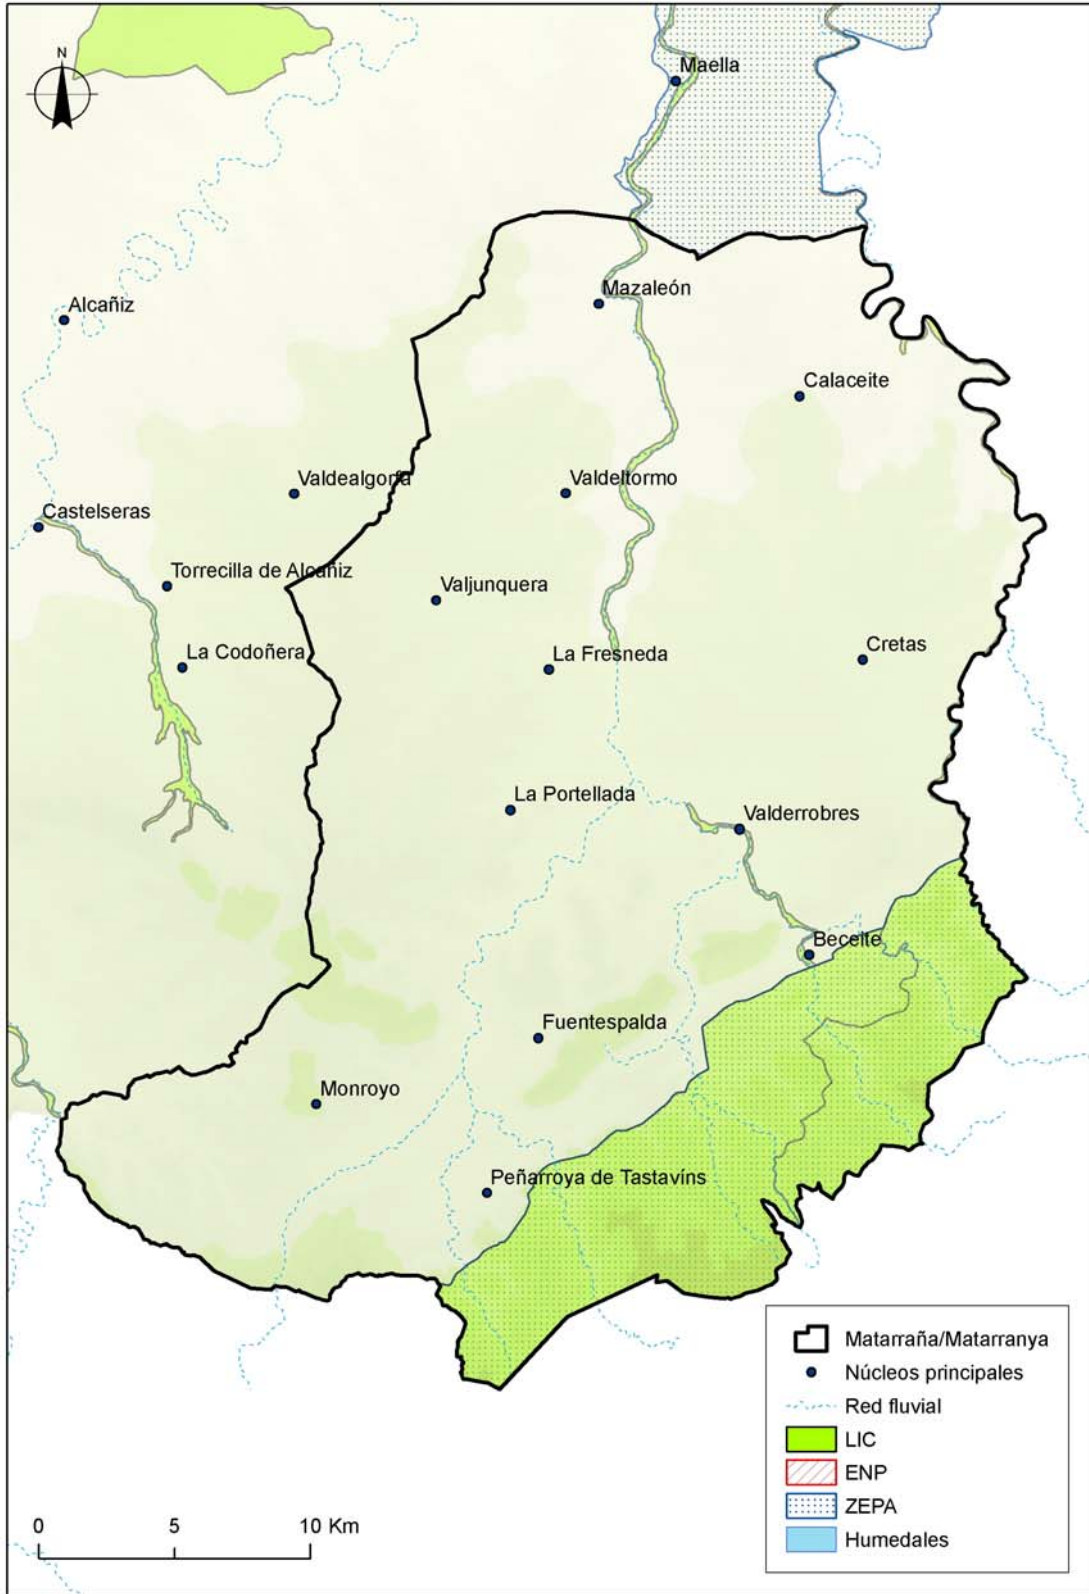 N
Maella
Alcañiz
Mazaleón
Calaceite
Valdealgorfa
Valdeltormo
Castelseras
Torrecilla de Alcañiz
Valjunquera
La Codoñera
La Fresneda
Cretas
La Portellada
Valderrobres
Beceite
Fuentespalda
Monroyo
Peñarroya de Tastavíns
Matarraña/Matarranya
Núcleos principales
Red fluvial
LIC
ENP
ZEPA
Humedales
0 5 10 Km